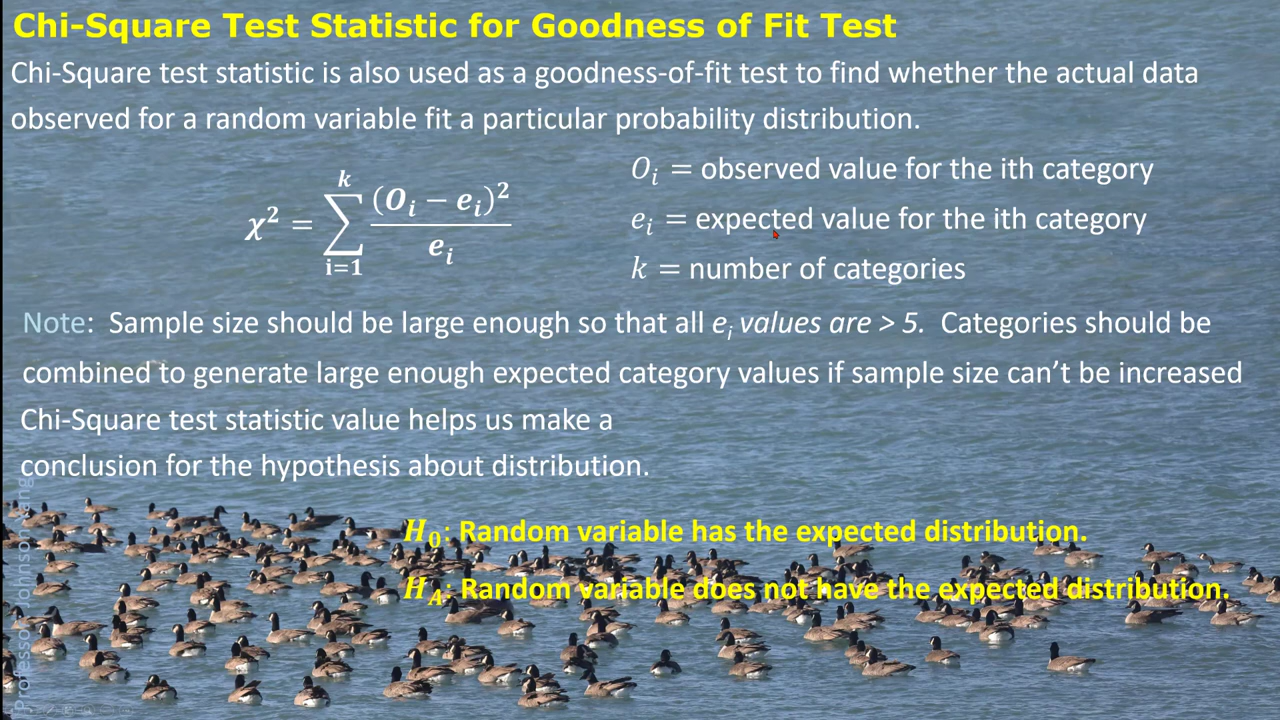 Chi-Square Test Statistic for Goodness of Fit Test
Chi-Square test statistic is also used as a goodness-of-fit test to find whether the actual data
observed for a random variable fit a particular probability distribution.
χ² = ∑_{i=1}^{k} (O_i − e_i)² / e_i
O_i = observed value for the ith category
e_i = expected value for the ith category
k = number of categories
Note: Sample size should be large enough so that all e_i values are > 5. Categories should be
combined to generate large enough expected category values if sample size can't be increased
Chi-Square test statistic value helps us make a
conclusion for the hypothesis about distribution.
H_0: Random variable has the expected distribution.
H_A: Random variable does not have the expected distribution.
Professor Johnson